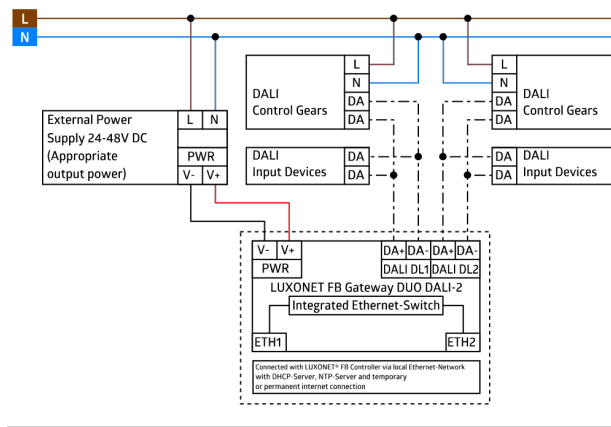 L
N
External Power
Supply 24-48V DC
(Appropriate
output power)
L N
PWR
V- V+
DALI
Control Gears
L
N
DA
DA
DALI
Input Devices
DA
DA
L
N
DA
DA
DALI
Control Gears
DA
DA
DALI
Input Devices
V- V+
PWR
DA+ DA- DA+ DA-
DALI DL1 DALI DL2
LUXONET FB Gateway DUO DALI-2
Integrated Ethernet-Switch
ETH1
ETH2
Connected with LUXONET® FB Controller via local Ethernet-Network
with DHCP-Server, NTP-Server and temporary
or permanent internet connection